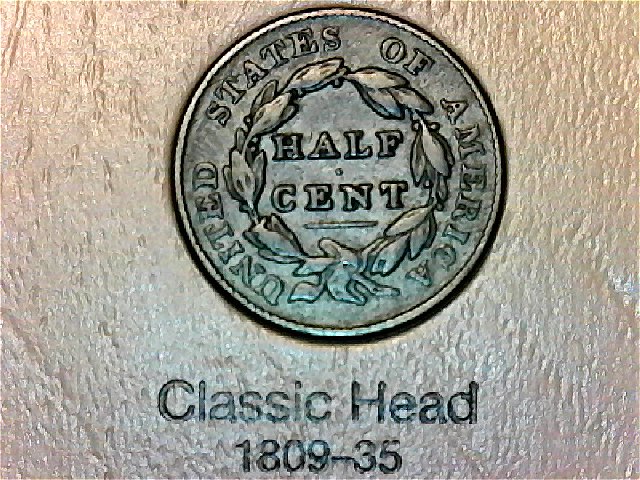 UNITED STATES OF AMERICA
HALF
CENT
Classic Head
1809-35